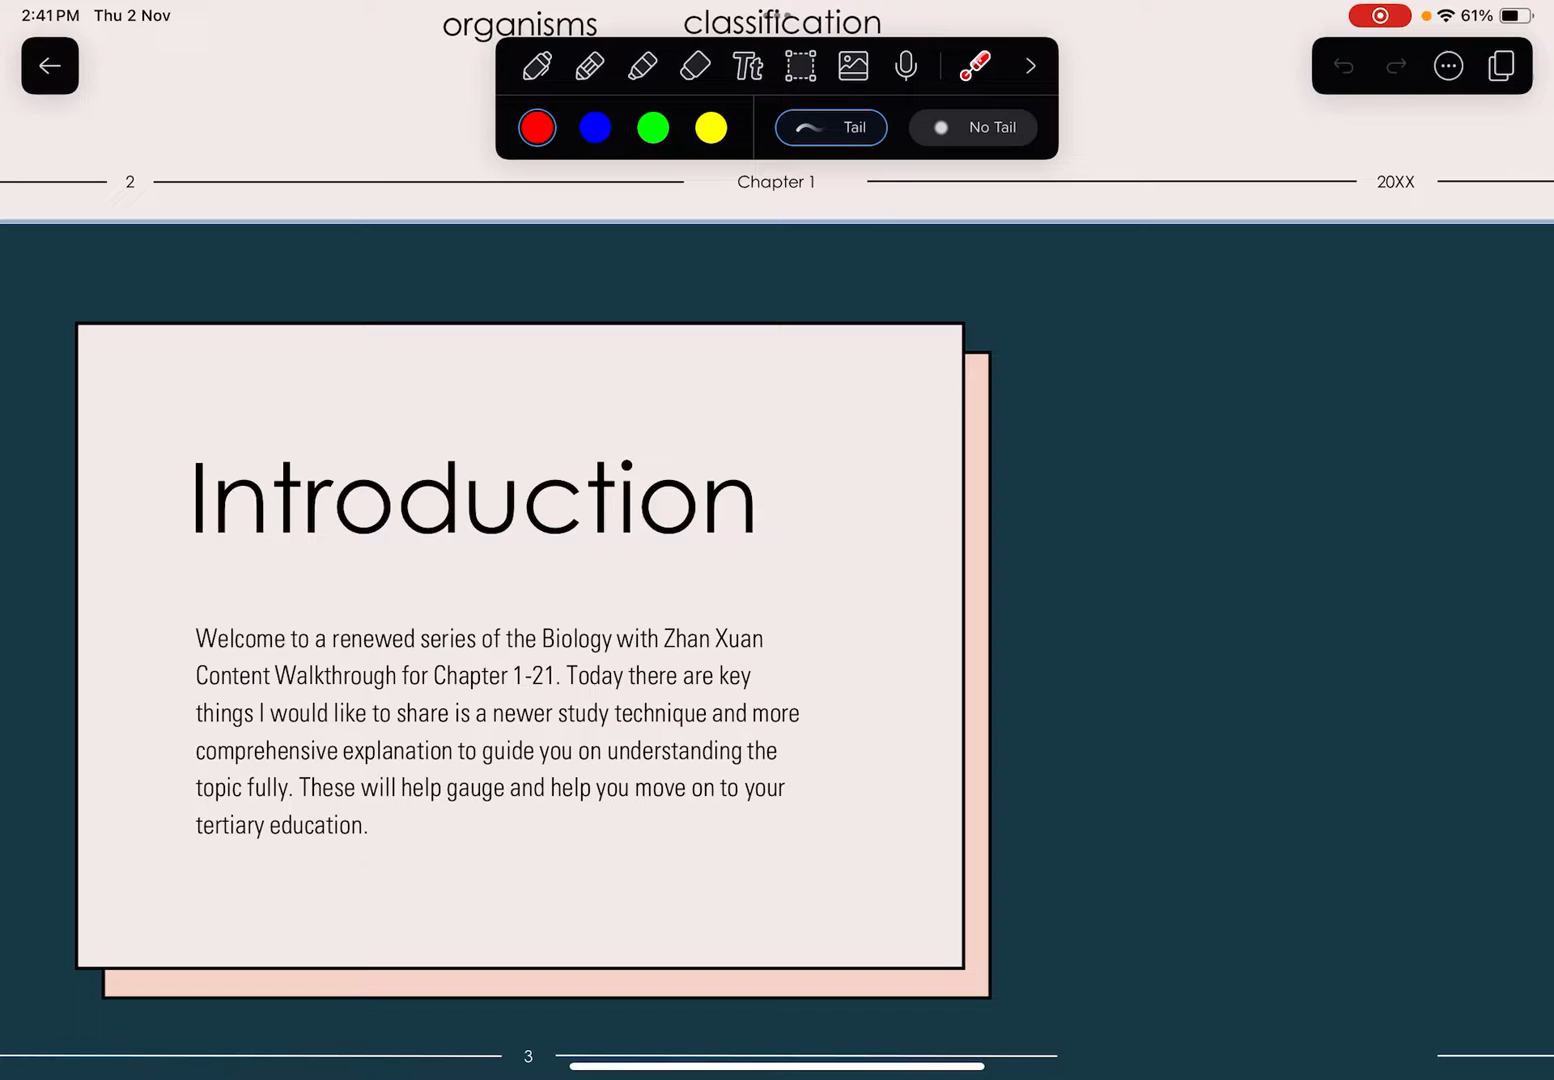 2:41 PM Thu 2 Nov
61%
organisms classification
Tt
Tail No Tail
2 Chapter 1 20XX
Introduction
Welcome to a renewed series of the Biology with Zhan Xuan
Content Walkthrough for Chapter 1-21. Today there are key
things I would like to share is a newer study technique and more
comprehensive explanation to guide you on understanding the
topic fully. These will help gauge and help you move on to your
tertiary education.
3